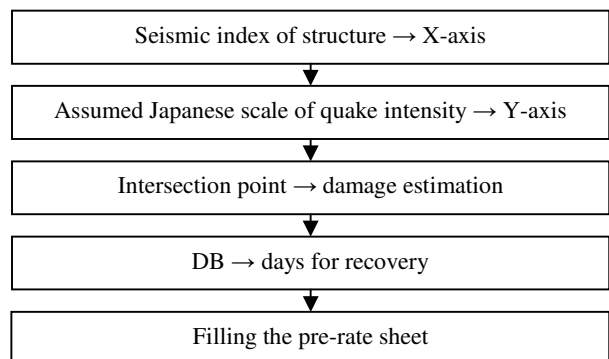 Seismic index of structure → X-axis
Assumed Japanese scale of quake intensity → Y-axis
Intersection point → damage estimation
DB → days for recovery
Filling the pre-rate sheet